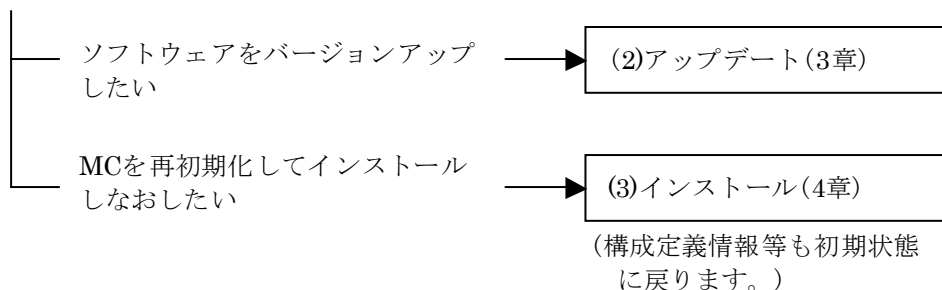 ソフトウェアをバージョンアップ
したい
(2)アップデート(3章)
MCを再初期化してインストール
しなおしたい
(3)インストール(4章)
(構成定義情報等も初期状態
に戻ります。)